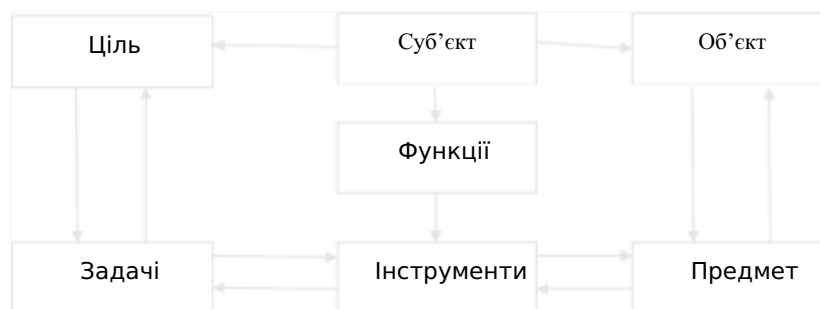 Ціль
Суб’єкт
Об’єкт
Функції
Задачі
Інструменти
Предмет